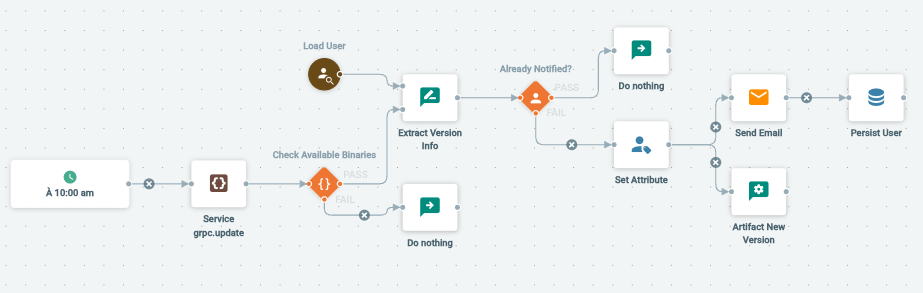 Load User
Extract Version
Info
Already Notified?
PASS
FAIL
Do nothing
Send Email
Persist User
Set Attribute
Artifact New
Version
Check Available Binaries
PASS
FAIL
Do nothing
À 10:00 am
Service
grpc.update